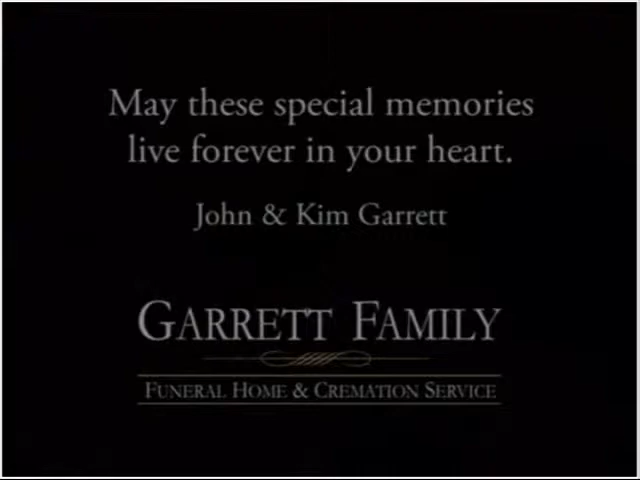 May these special memories
live forever in your heart.
John & Kim Garrett
GARRETT FAMILY
FUNERAL HOME & CREMATION SERVICE